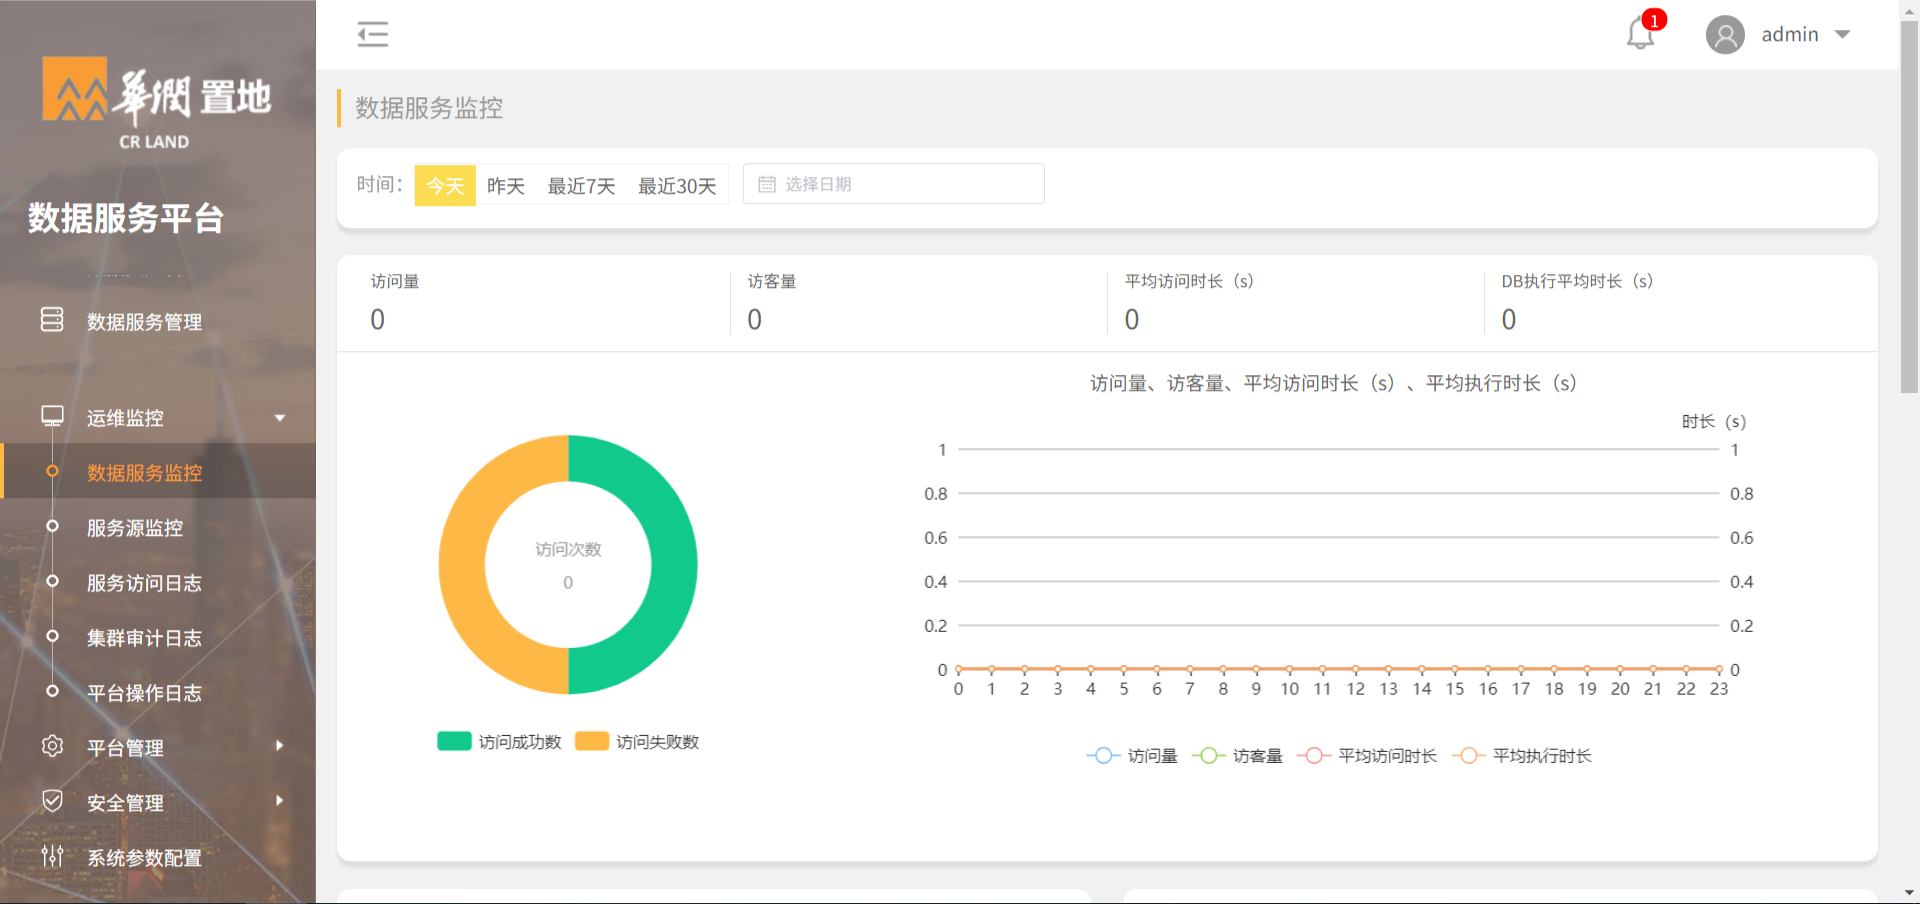 華潤置地
CR LAND
数据服务平台
数据服务管理
运维监控
数据服务监控
服务源监控
服务访问日志
集群审计日志
平台操作日志
平台管理
安全管理
系统参数配置
1
admin
数据服务监控
时间：
今天 昨天 最近7天 最近30天
选择日期
访问量
0
访客量
0
平均访问时长（s）
0
DB执行平均时长（s）
0
访问次数
0
访问成功数 访问失败数
访问量、访客量、平均访问时长（s）、平均执行时长（s）
时长（s）
1 1
0.8 0.8
0.6 0.6
0.4 0.4
0.2 0.2
0 0
0 1 2 3 4 5 6 7 8 9 10 11 12 13 14 15 16 17 18 19 20 21 22 23
访问量 访客量 平均访问时长 平均执行时长